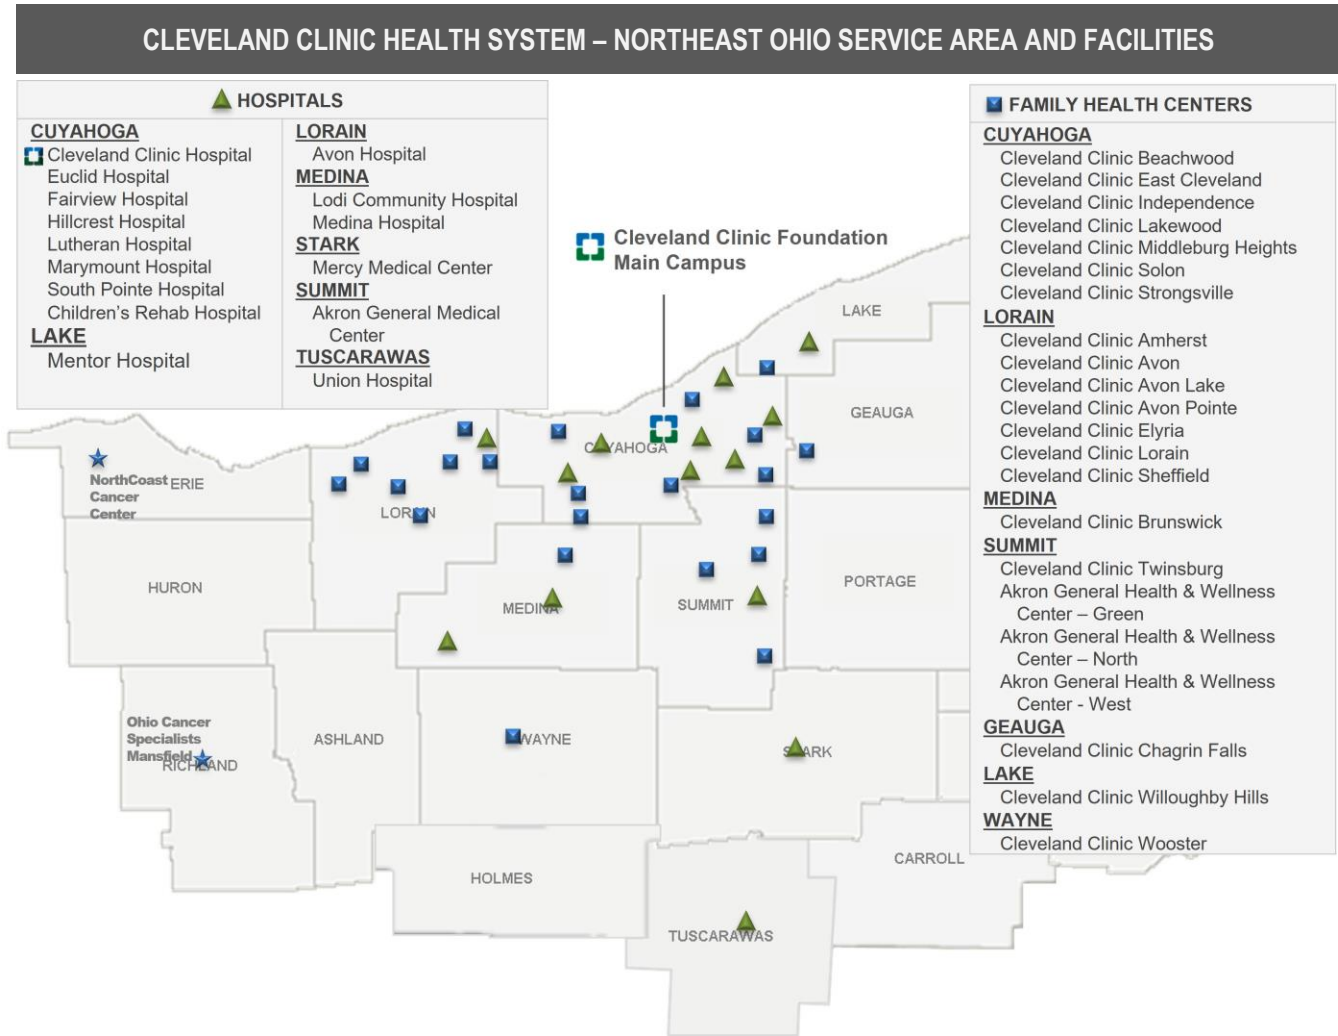 CLEVELAND CLINIC HEALTH SYSTEM – NORTHEAST OHIO SERVICE AREA AND FACILITIES
HOSPITALS
CUYAHOGA
Cleveland Clinic Hospital
Euclid Hospital
Fairview Hospital
Hillcrest Hospital
Lutheran Hospital
Marymount Hospital
South Pointe Hospital
Children's Rehab Hospital
LAKE
Mentor Hospital
LORAIN
Avon Hospital
MEDINA
Lodi Community Hospital
Medina Hospital
STARK
Mercy Medical Center
SUMMIT
Akron General Medical
Center
TUSCARAWAS
Union Hospital
Cleveland Clinic Foundation
Main Campus
FAMILY HEALTH CENTERS
CUYAHOGA
Cleveland Clinic Beachwood
Cleveland Clinic East Cleveland
Cleveland Clinic Independence
Cleveland Clinic Lakewood
Cleveland Clinic Middleburg Heights
Cleveland Clinic Solon
Cleveland Clinic Strongsville
LORAIN
Cleveland Clinic Amherst
Cleveland Clinic Avon
Cleveland Clinic Avon Lake
Cleveland Clinic Avon Pointe
Cleveland Clinic Elyria
Cleveland Clinic Lorain
Cleveland Clinic Sheffield
MEDINA
Cleveland Clinic Brunswick
SUMMIT
Cleveland Clinic Twinsburg
Akron General Health & Wellness
Center – Green
Akron General Health & Wellness
Center – North
Akron General Health & Wellness
Center - West
GEAUGA
Cleveland Clinic Chagrin Falls
LAKE
Cleveland Clinic Willoughby Hills
WAYNE
Cleveland Clinic Wooster
LAKE
GEAUGA
CUYAHOGA
NorthCoast
Cancer
Center
ERIE
LORAIN
HURON
MEDINA
SUMMIT
PORTAGE
Ohio Cancer
Specialists
Mansfield
RICHLAND
ASHLAND
WAYNE
STARK
HOLMES
CARROLL
TUSCARAWAS